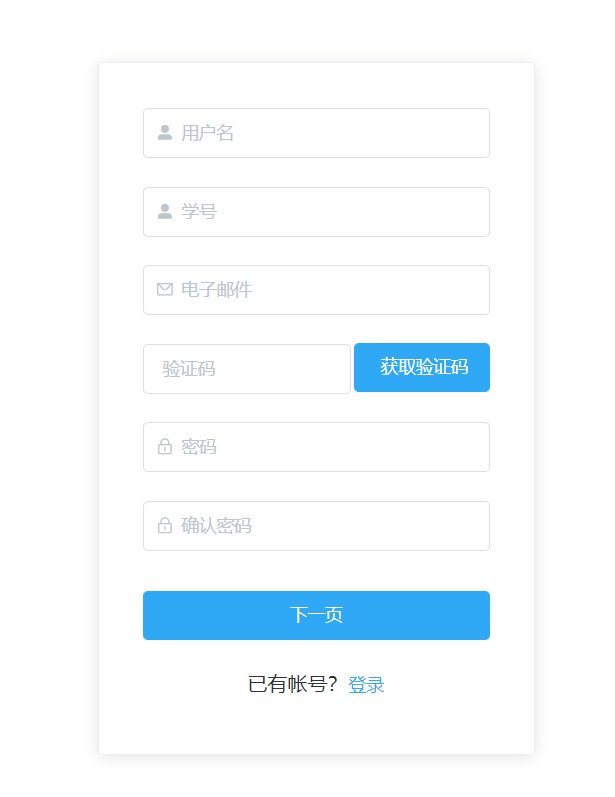 用户名
学号
电子邮件
验证码 获取验证码
密码
确认密码
下一页
已有帐号？登录